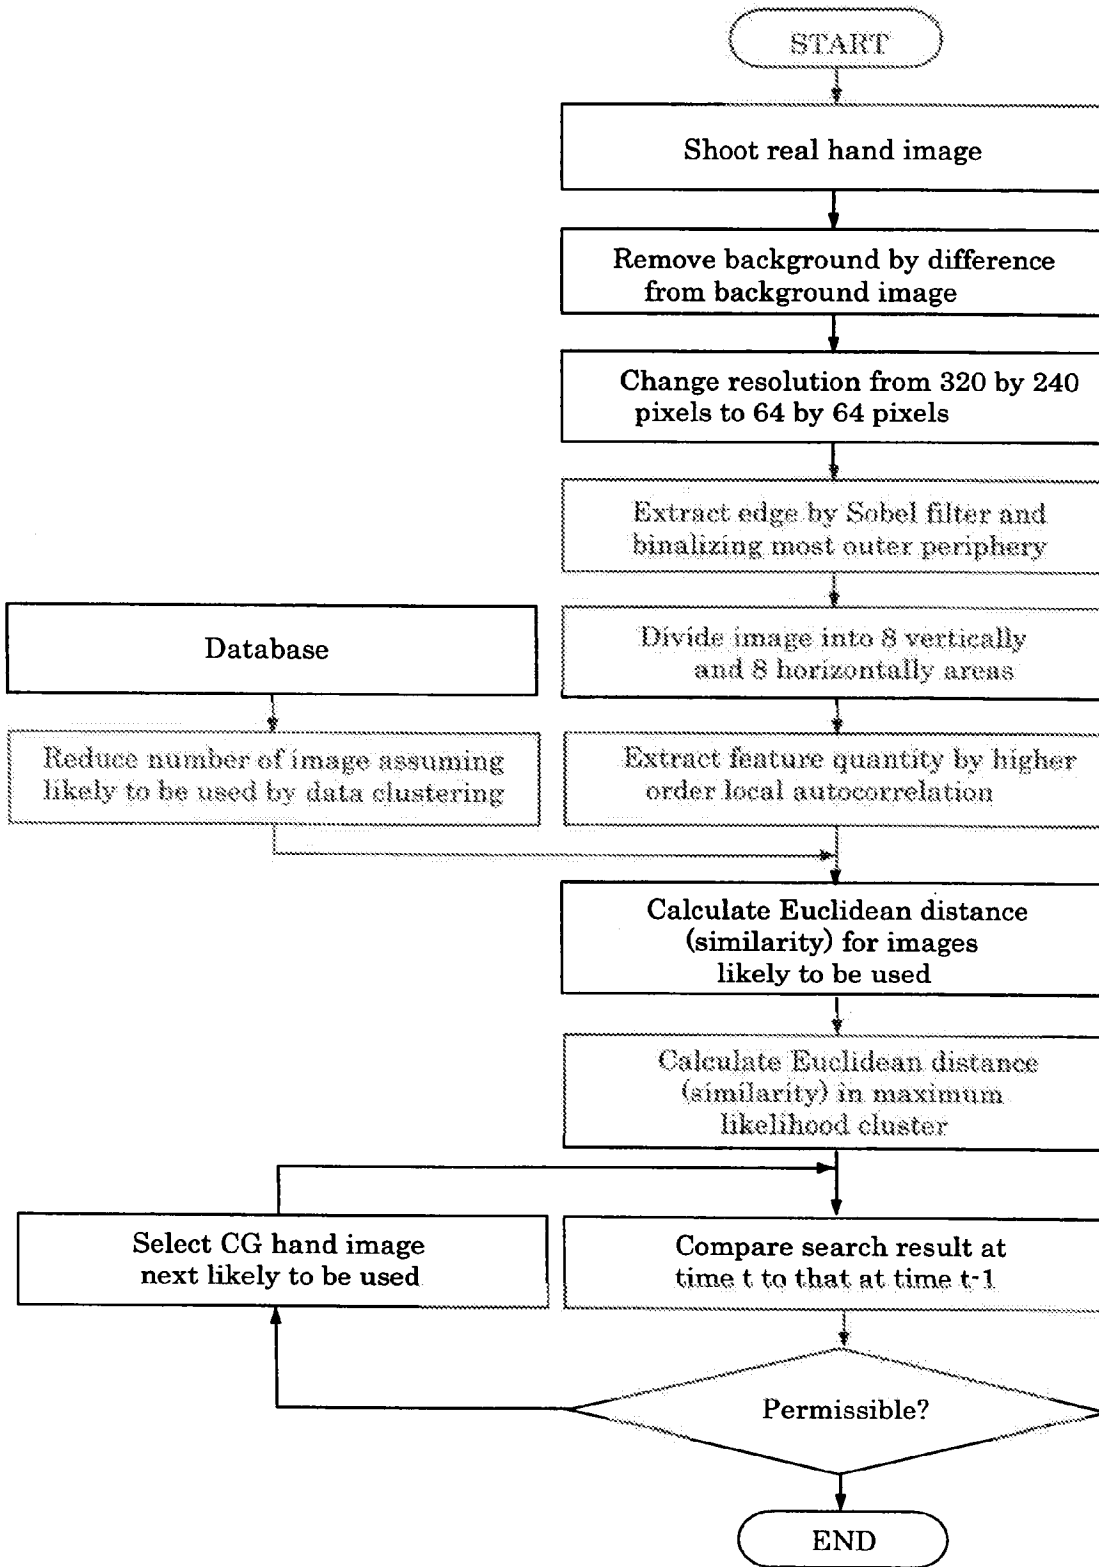 START
Shoot real hand image
Remove background by difference
from background image
Change resolution from 320 by 240
pixels to 64 by 64 pixels
Extract edge by Sobel filter and
binalizing most outer periphery
Database
Divide image into 8 vertically
and 8 horizontally areas
Reduce number of image assuming
likely to be used by data clustering
Extract feature quantity by higher
order local autocorrelation
Calculate Euclidean distance
(similarity) for images
likely to be used
Calculate Euclidean distance
(similarity) in maximum
likelihood cluster
Select CG hand image
next likely to be used
Compare search result at
time t to that at time t-1
Permissible?
END